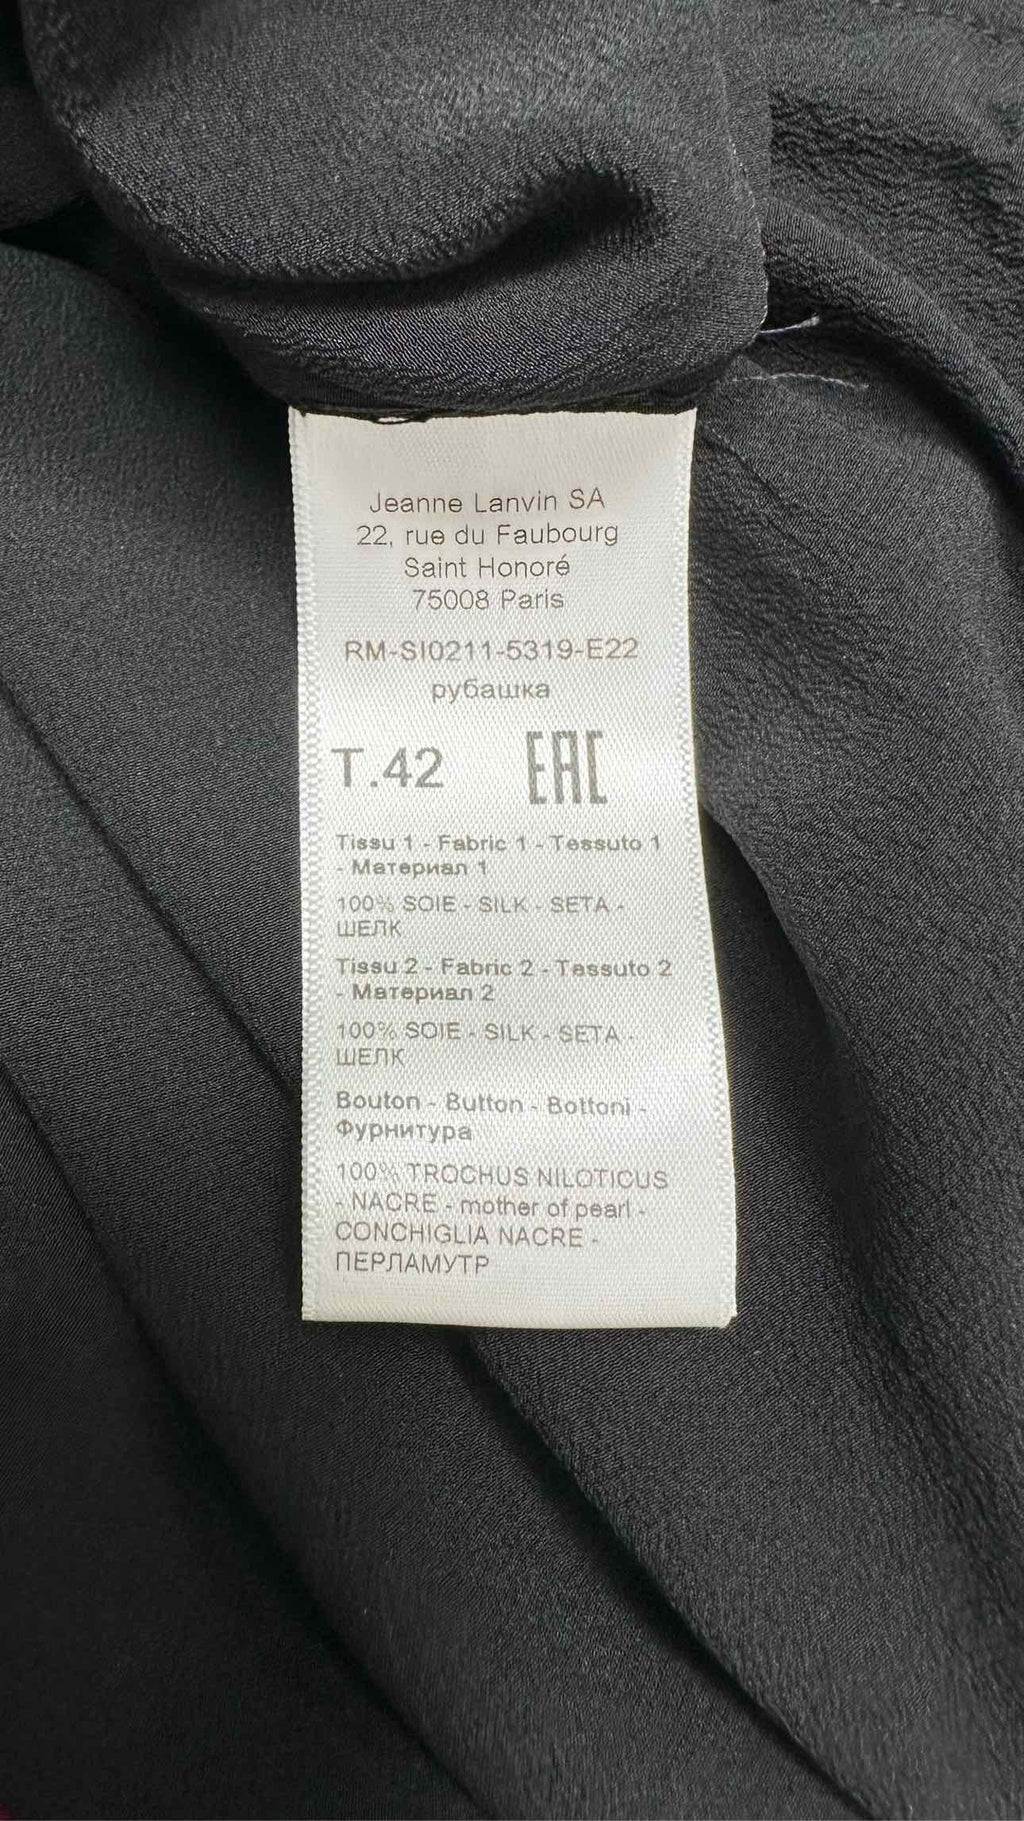 Jeanne Lanvin SA
22, rue du Faubourg
Saint Honoré
75008 Paris
RM-SI0211-5319-E22
рубашка
T.42 EAC
Tissu 1 - Fabric 1 - Tessuto 1
- Материал 1
100% SOIE - SILK - SETA -
ШЕЛК
Tissu 2 - Fabric 2 - Tessuto 2
- Материал 2
100% SOIE - SILK - SETA -
ШЕЛК
Bouton - Button - Bottoni -
Фурнитура
100% TROCHUS NILOTICUS
- NACRE - mother of pearl -
CONCHIGLIA NACRE -
ПЕРЛАМУТР